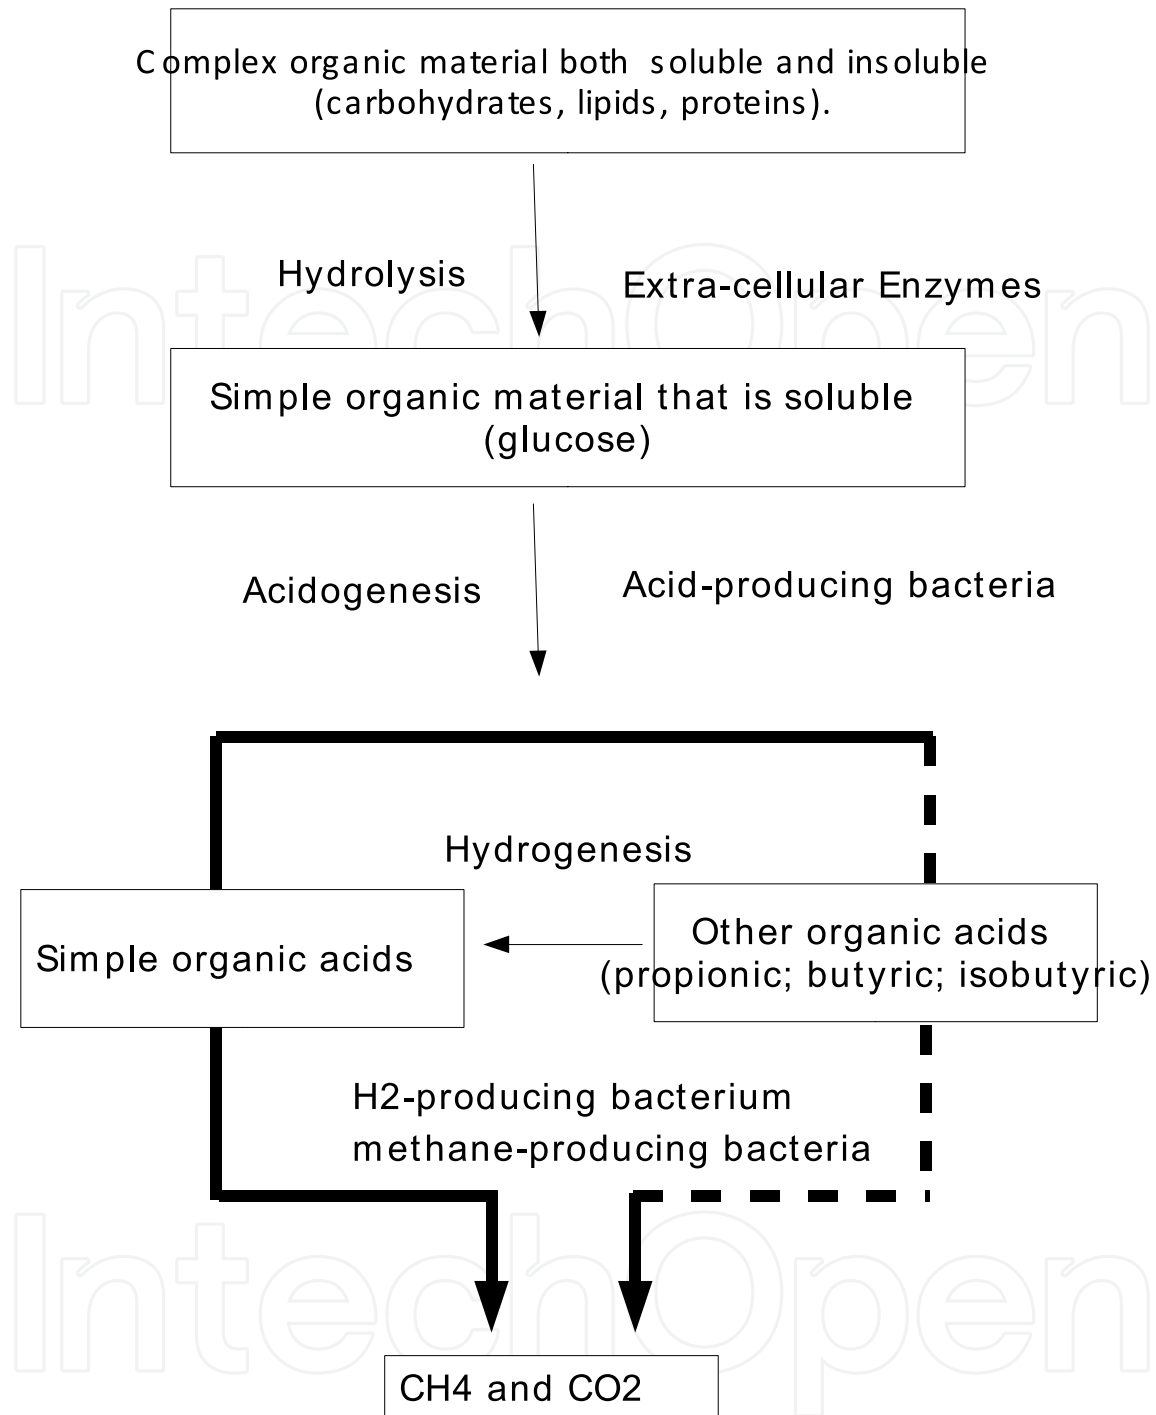 Complex organic material both soluble and insoluble
(carbohydrates, lipids, proteins).
Hydrolysis
Extra-cellular Enzymes
Simple organic material that is soluble
(glucose)
Acidogenesis
Acid-producing bacteria
Hydrogenesis
Simple organic acids
Other organic acids
(propionic; butyric; isobutyric)
H2-producing bacterium
methane-producing bacteria
CH4 and CO2
IntechOpen
IntechOpen